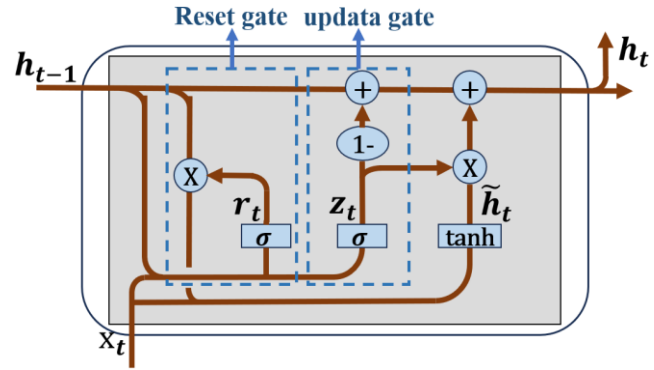 Reset gate updata gate
h_{t-1} + + h_t
1-
X X
r_t z_t h̃_t
σ σ tanh
x_t